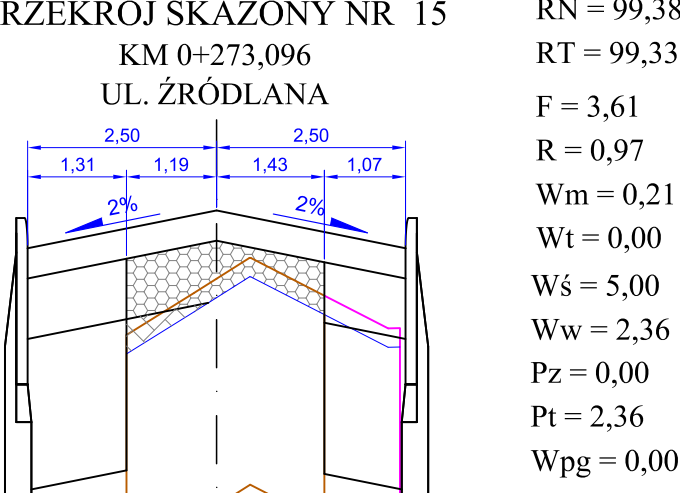 RZEKRÓJ SKAŻONY NR 15
KM 0+273,096
UL. ŹRÓDLANA
2,50 2,50
1,31 1,19 1,43 1,07
2% 2%
RN = 99,38
RT = 99,33
F = 3,61
R = 0,97
Wm = 0,21
Wt = 0,00
Wś = 5,00
Ww = 2,36
Pz = 0,00
Pt = 2,36
Wpg = 0,00